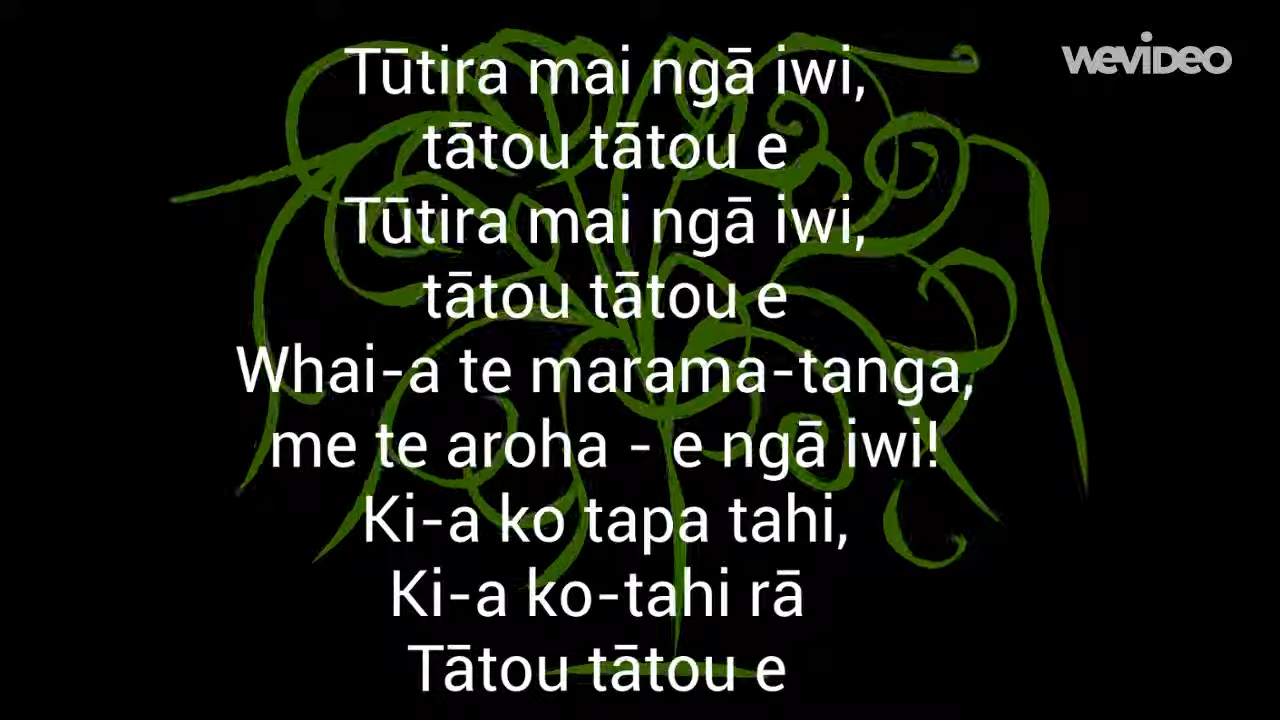 WEVIDEO
Tūtira mai ngā iwi,
tātou tātou e
Tūtira mai ngā iwi,
tātou tātou e
Whai-a te marama-tanga,
me te aroha - e ngā iwi!
Ki-a ko tapa tahi,
Ki-a ko-tahi rā
Tātou tātou e